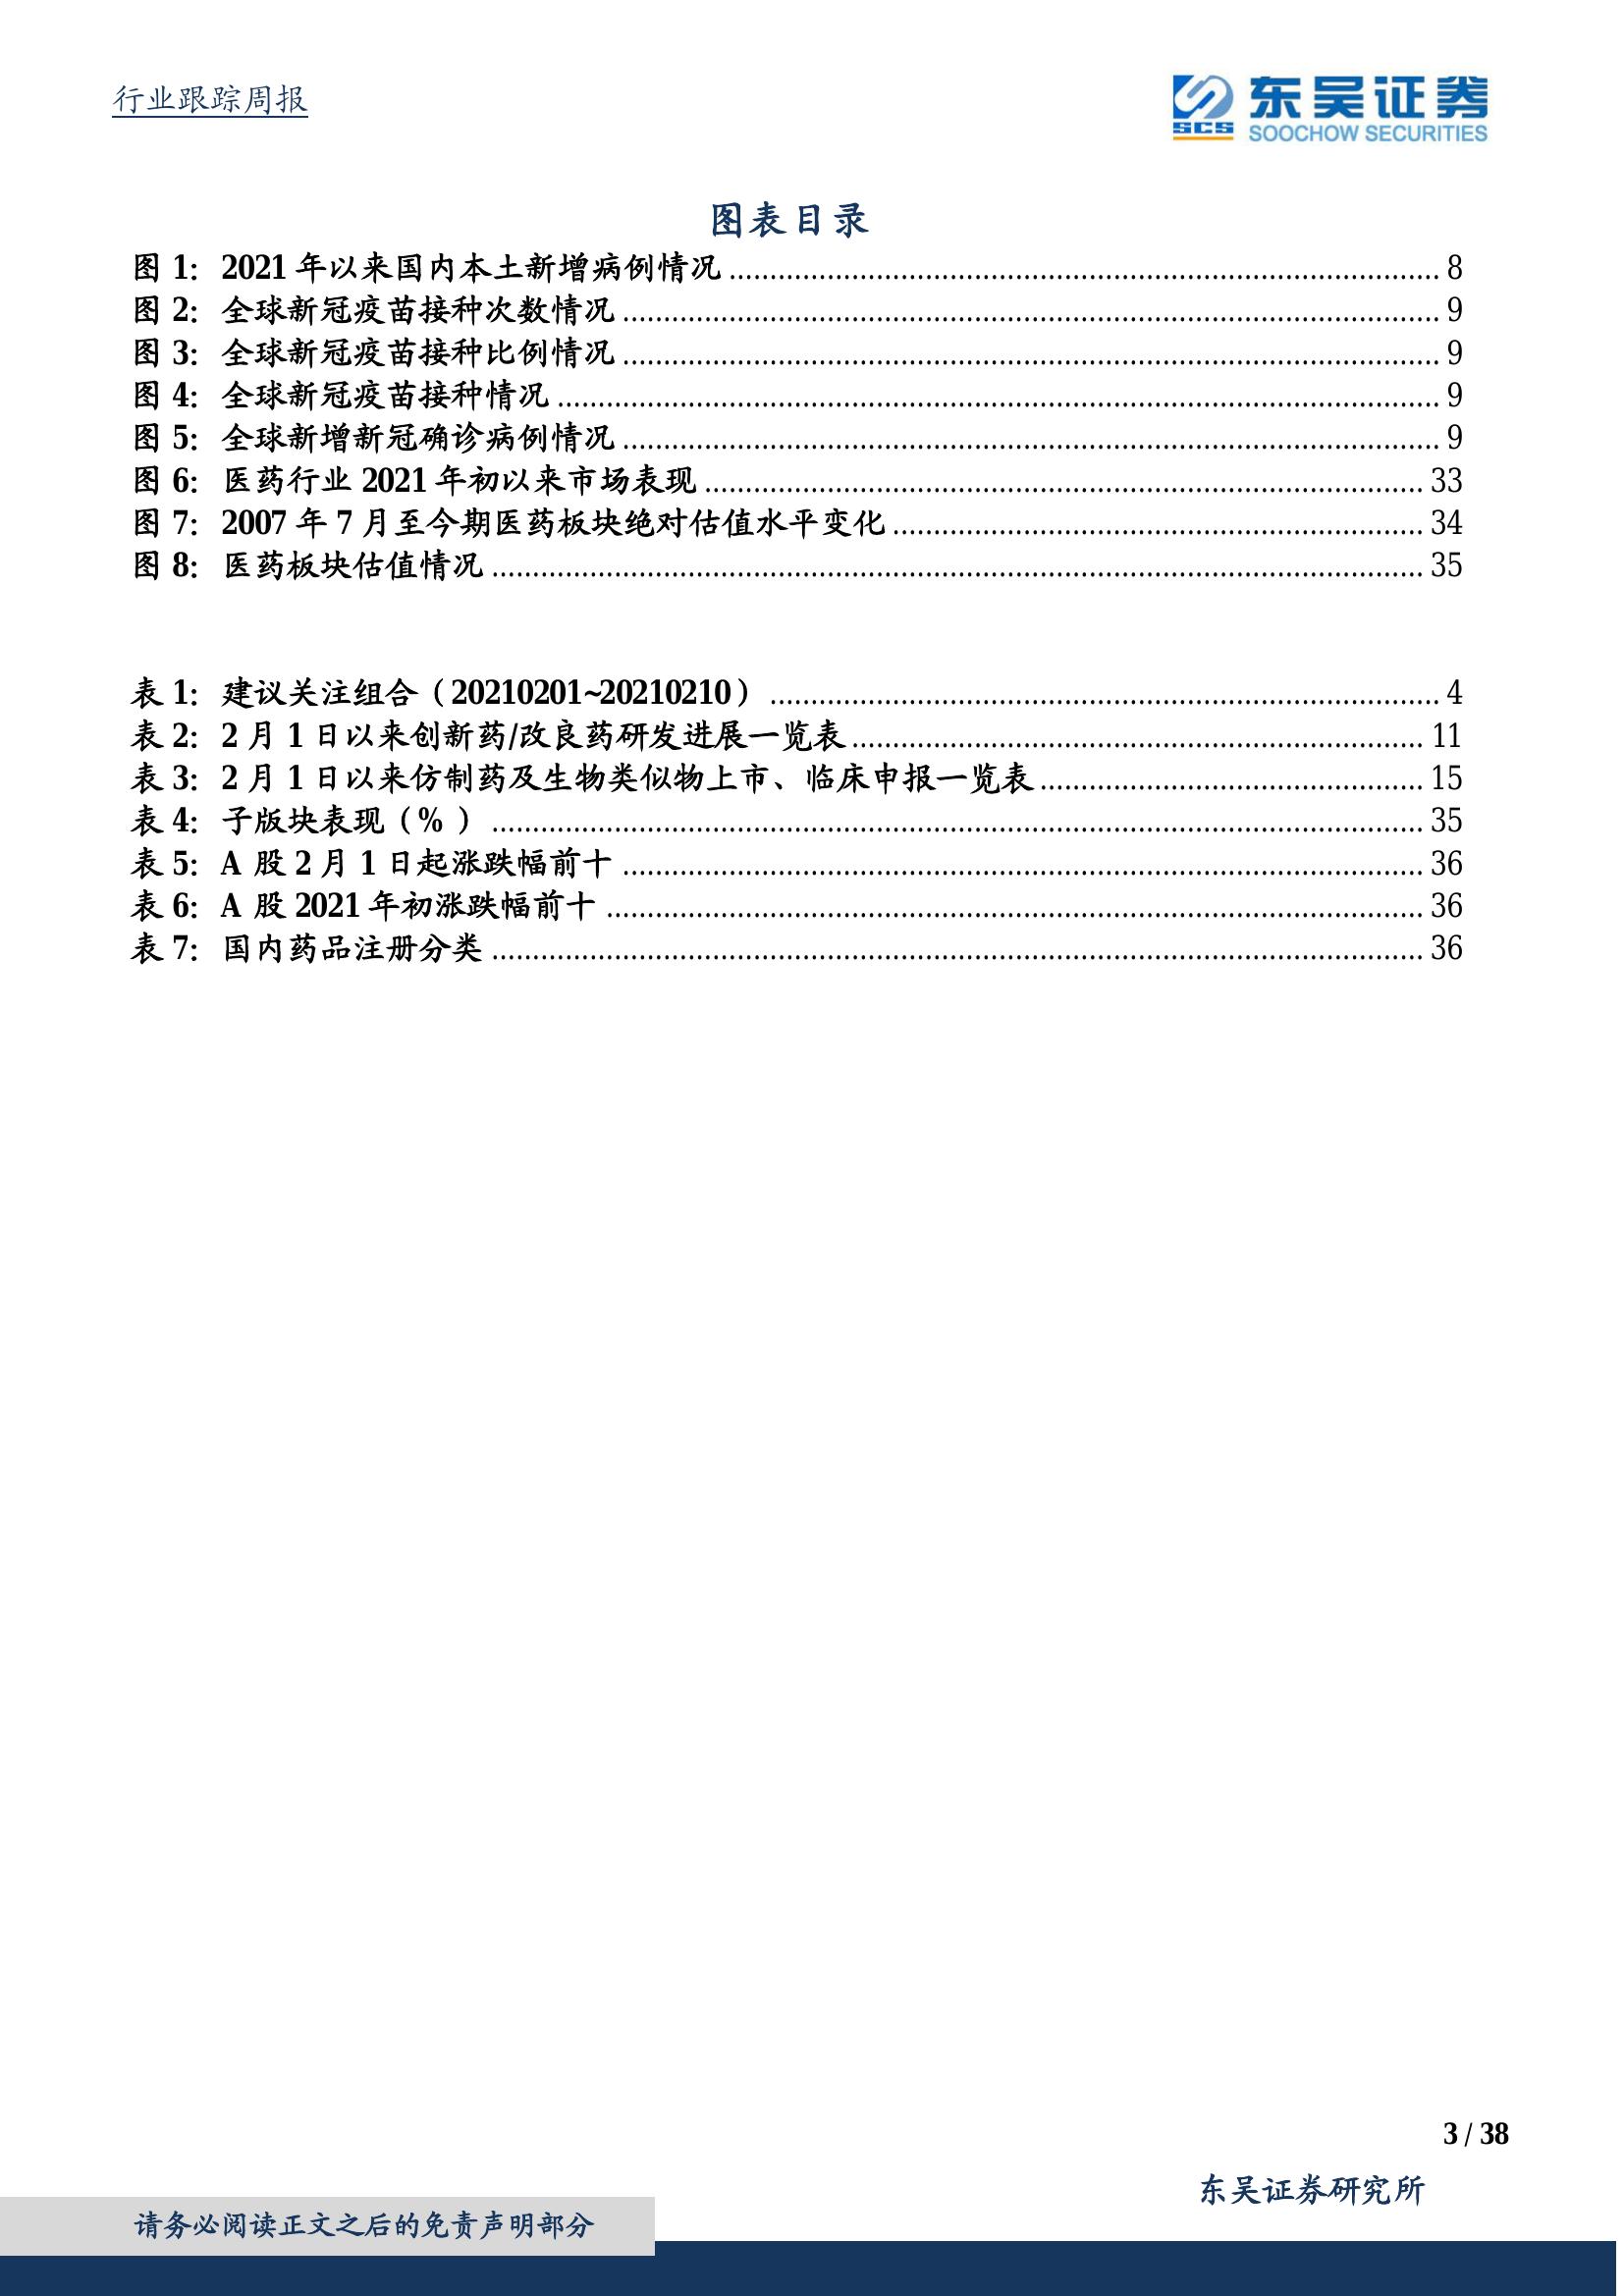 行业跟踪周报
东吴证券
SCS SOOCHOW SECURITIES
图表目录
图 1: 2021 年以来国内本土新增病例情况 8
图 2: 全球新冠疫苗接种次数情况 9
图 3: 全球新冠疫苗接种比例情况 9
图 4: 全球新冠疫苗接种情况 9
图 5: 全球新增新冠确诊病例情况 9
图 6: 医药行业 2021 年初以来市场表现 33
图 7: 2007 年 7 月至今期医药板块绝对估值水平变化 34
图 8: 医药板块估值情况 35
表 1: 建议关注组合（20210201~20210210） 4
表 2: 2 月 1 日以来创新药/改良药研发进展一览表 11
表 3: 2 月 1 日以来仿制药及生物类似物上市、临床申报一览表 15
表 4: 子版块表现（%） 35
表 5: A 股 2 月 1 日起涨跌幅前十 36
表 6: A 股 2021 年初涨跌幅前十 36
表 7: 国内药品注册分类 36
3 / 38
东吴证券研究所
请务必阅读正文之后的免责声明部分